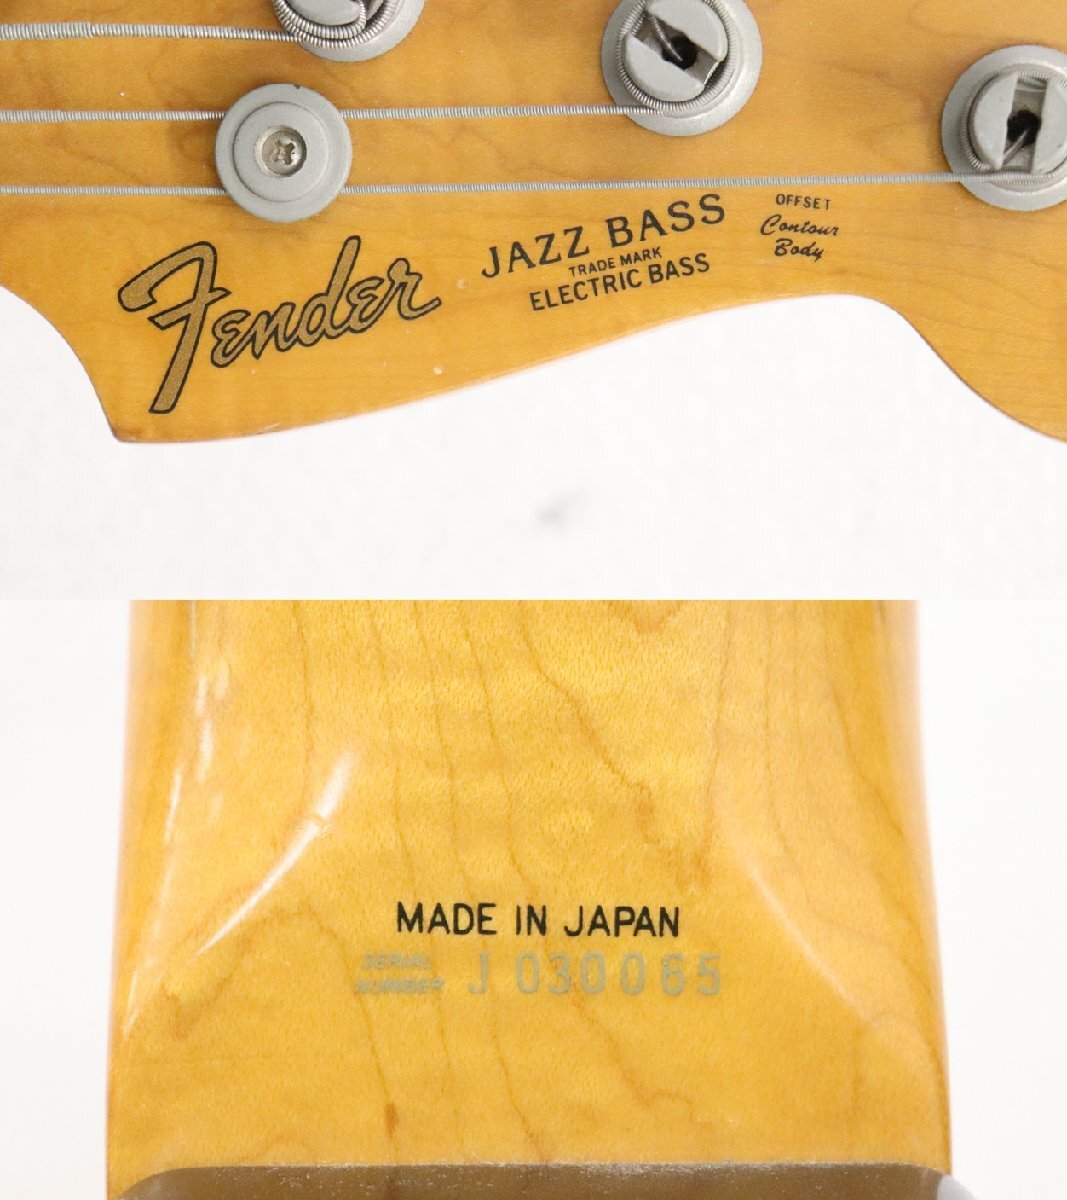 Fender
JAZZ BASS
TRADE MARK
ELECTRIC BASS
OFFSET
Contour
Body
MADE IN JAPAN
SERIAL
NUMBER J 030065